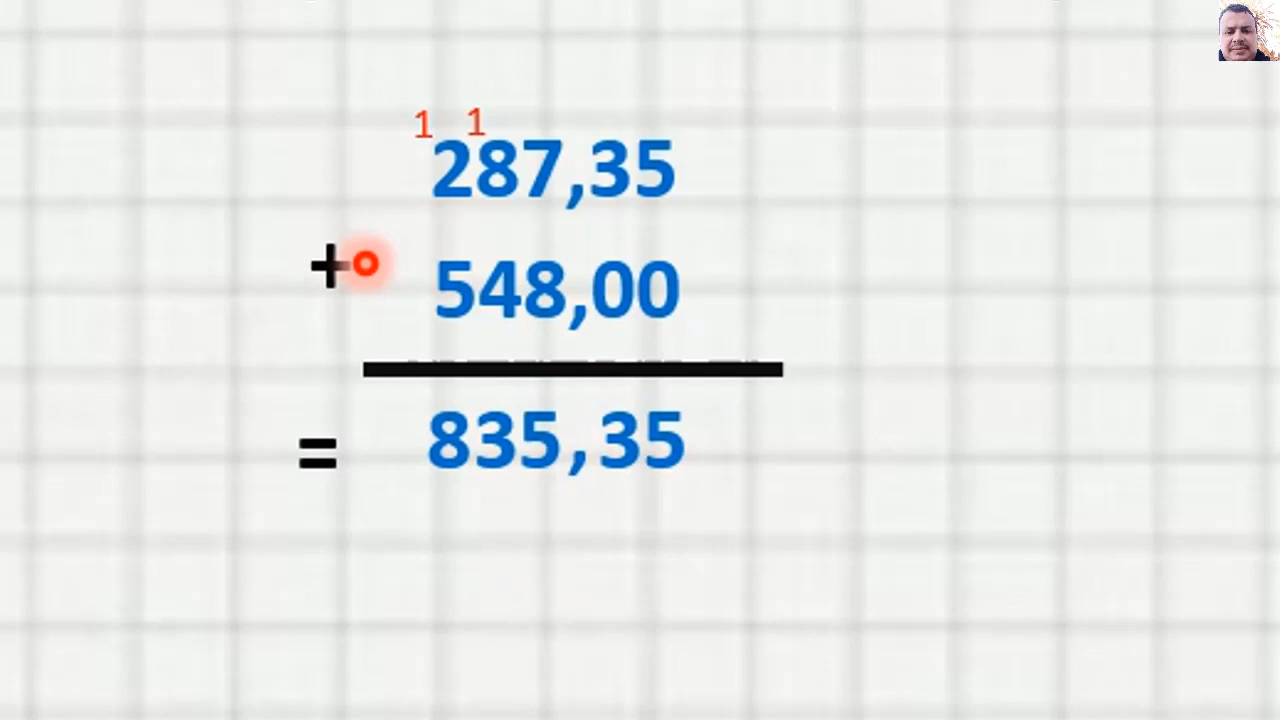 1 1
287,35
+ 548,00
= 835,35